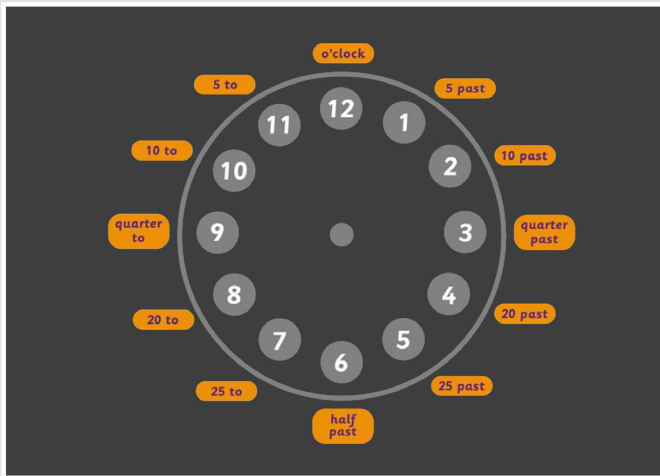 o'clock
5 to
5 past
12
11
1
10 to
10 past
10
2
quarter
to
9
3
quarter
past
8
4
20 to
20 past
7
5
6
25 to
25 past
half
past